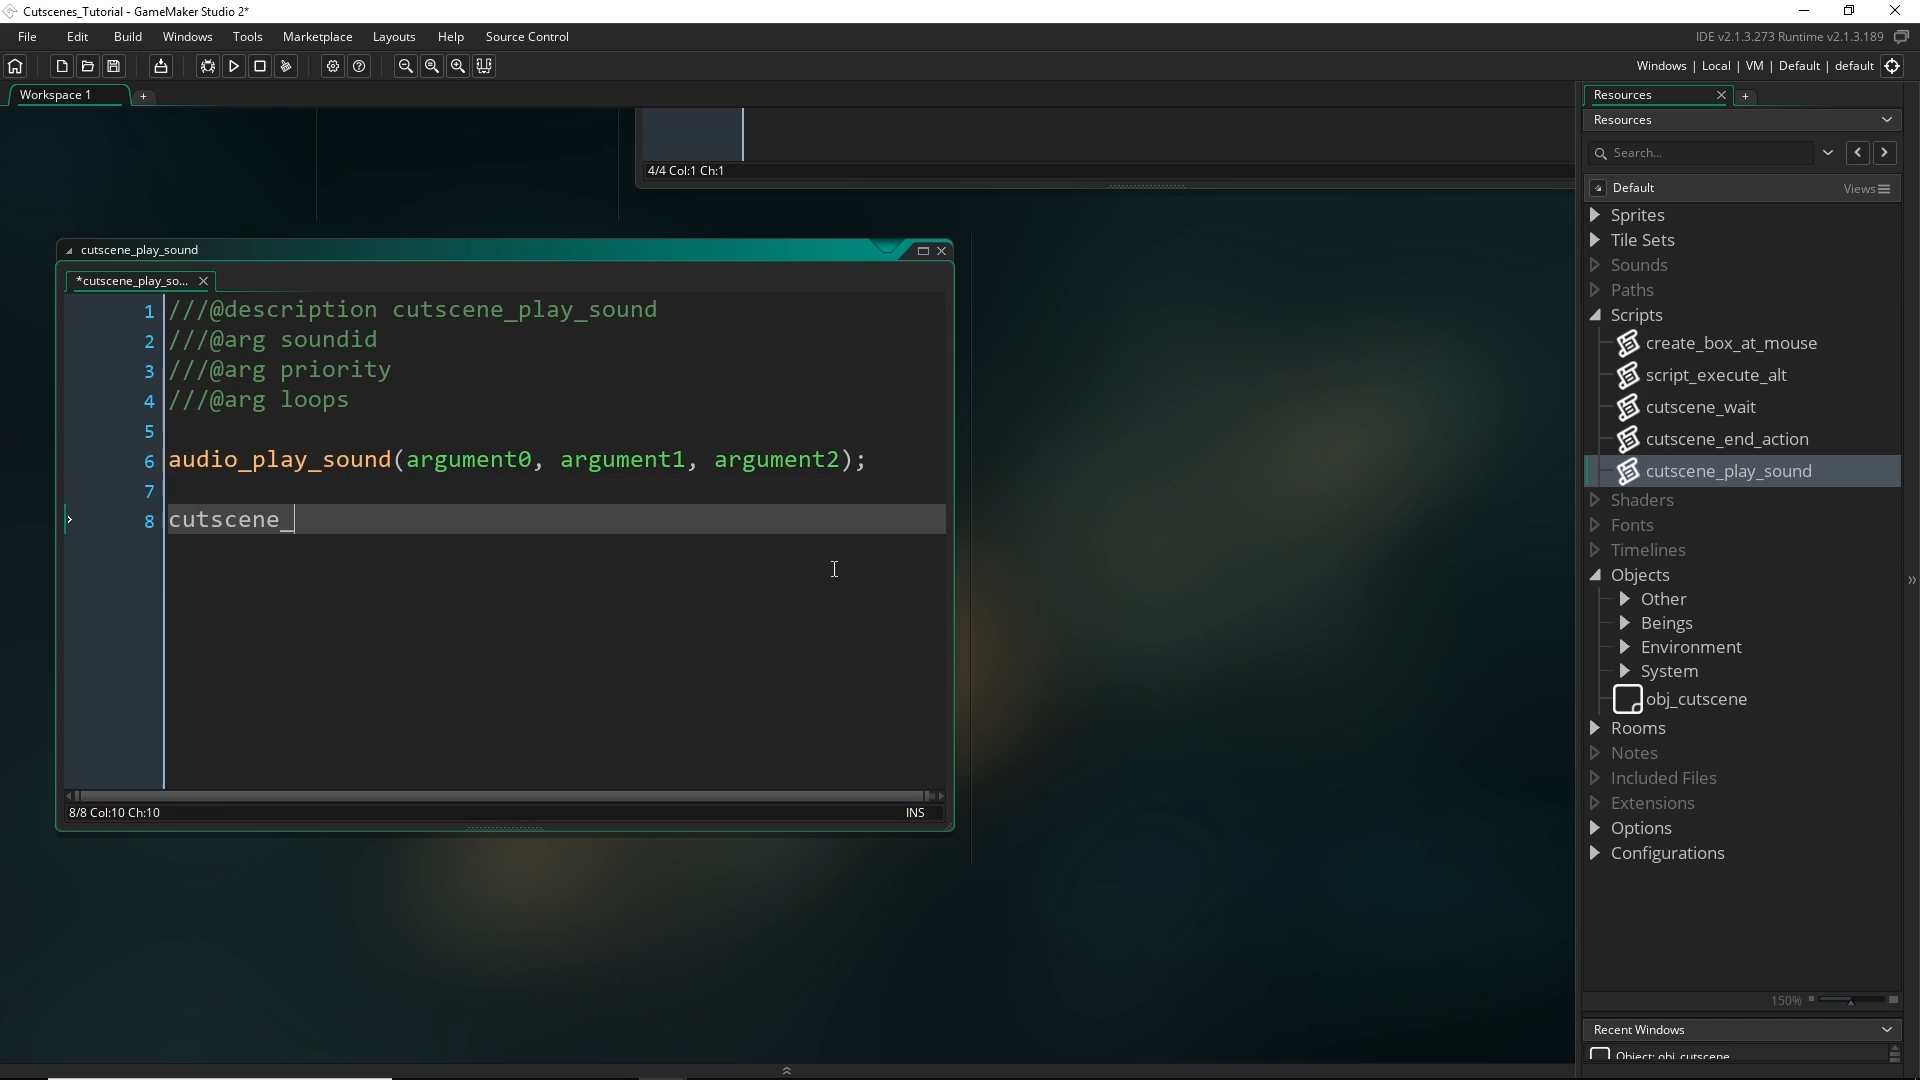 Cutscenes_Tutorial - GameMaker Studio 2*
File Edit Build Windows Tools Marketplace Layouts Help Source Control
IDE v2.1.3.273 Runtime v2.1.3.189
Windows | Local | VM | Default | default
Workspace 1
4/4 Col:1 Ch:1
cutscene_play_sound
*cutscene_play_so...
1 ///@description cutscene_play_sound
2 ///@arg soundid
3 ///@arg priority
4 ///@arg loops
5
6 audio_play_sound(argument0, argument1, argument2);
7
8 cutscene_
8/8 Col:10 Ch:10
INS
Resources
Resources
Search...
Default
Views
Sprites
Tile Sets
Sounds
Paths
Scripts
create_box_at_mouse
script_execute_alt
cutscene_wait
cutscene_end_action
cutscene_play_sound
Shaders
Fonts
Timelines
Objects
Other
Beings
Environment
System
obj_cutscene
Rooms
Notes
Included Files
Extensions
Options
Configurations
150%
Recent Windows
Object: obj_cutscene